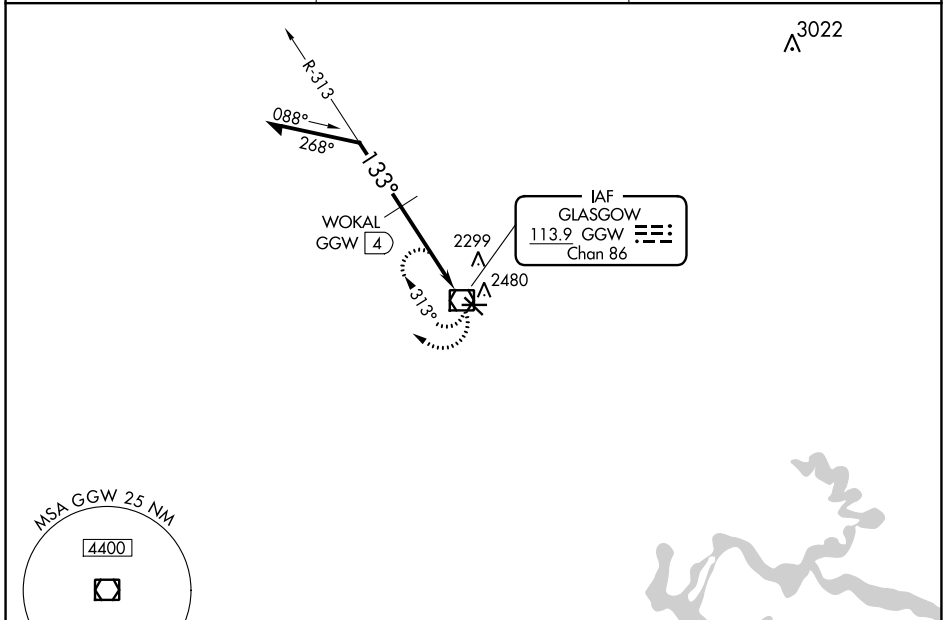 3022
R-313
088°
268°
133°
IAF
GLASGOW
113.9 GGW
Chan 86
WOKAL
GGW 4
2299
2480
313°
MSA GGW 25 NM
4400